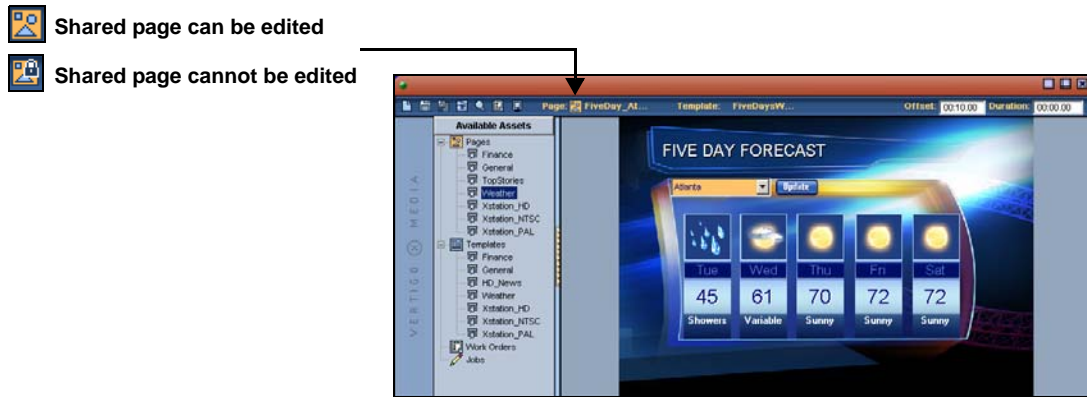 Shared page can be edited
Shared page cannot be edited
Page: FiveDay_At... Template: FiveDaysW... Offset: 00:10.00 Duration: 00:00.00
VERTIGO X MEDIA
Available Assets
Pages
Finance
General
TopStories
Weather
Xstation_HD
Xstation_NTSC
Xstation_PAL
Templates
Finance
General
HD_News
Weather
Xstation_HD
Xstation_NTSC
Xstation_PAL
Work Orders
Jobs
FIVE DAY FORECAST
Atlanta Update
Tue Wed Thu Fri Sat
45 61 70 72 72
Showers Variable Sunny Sunny Sunny